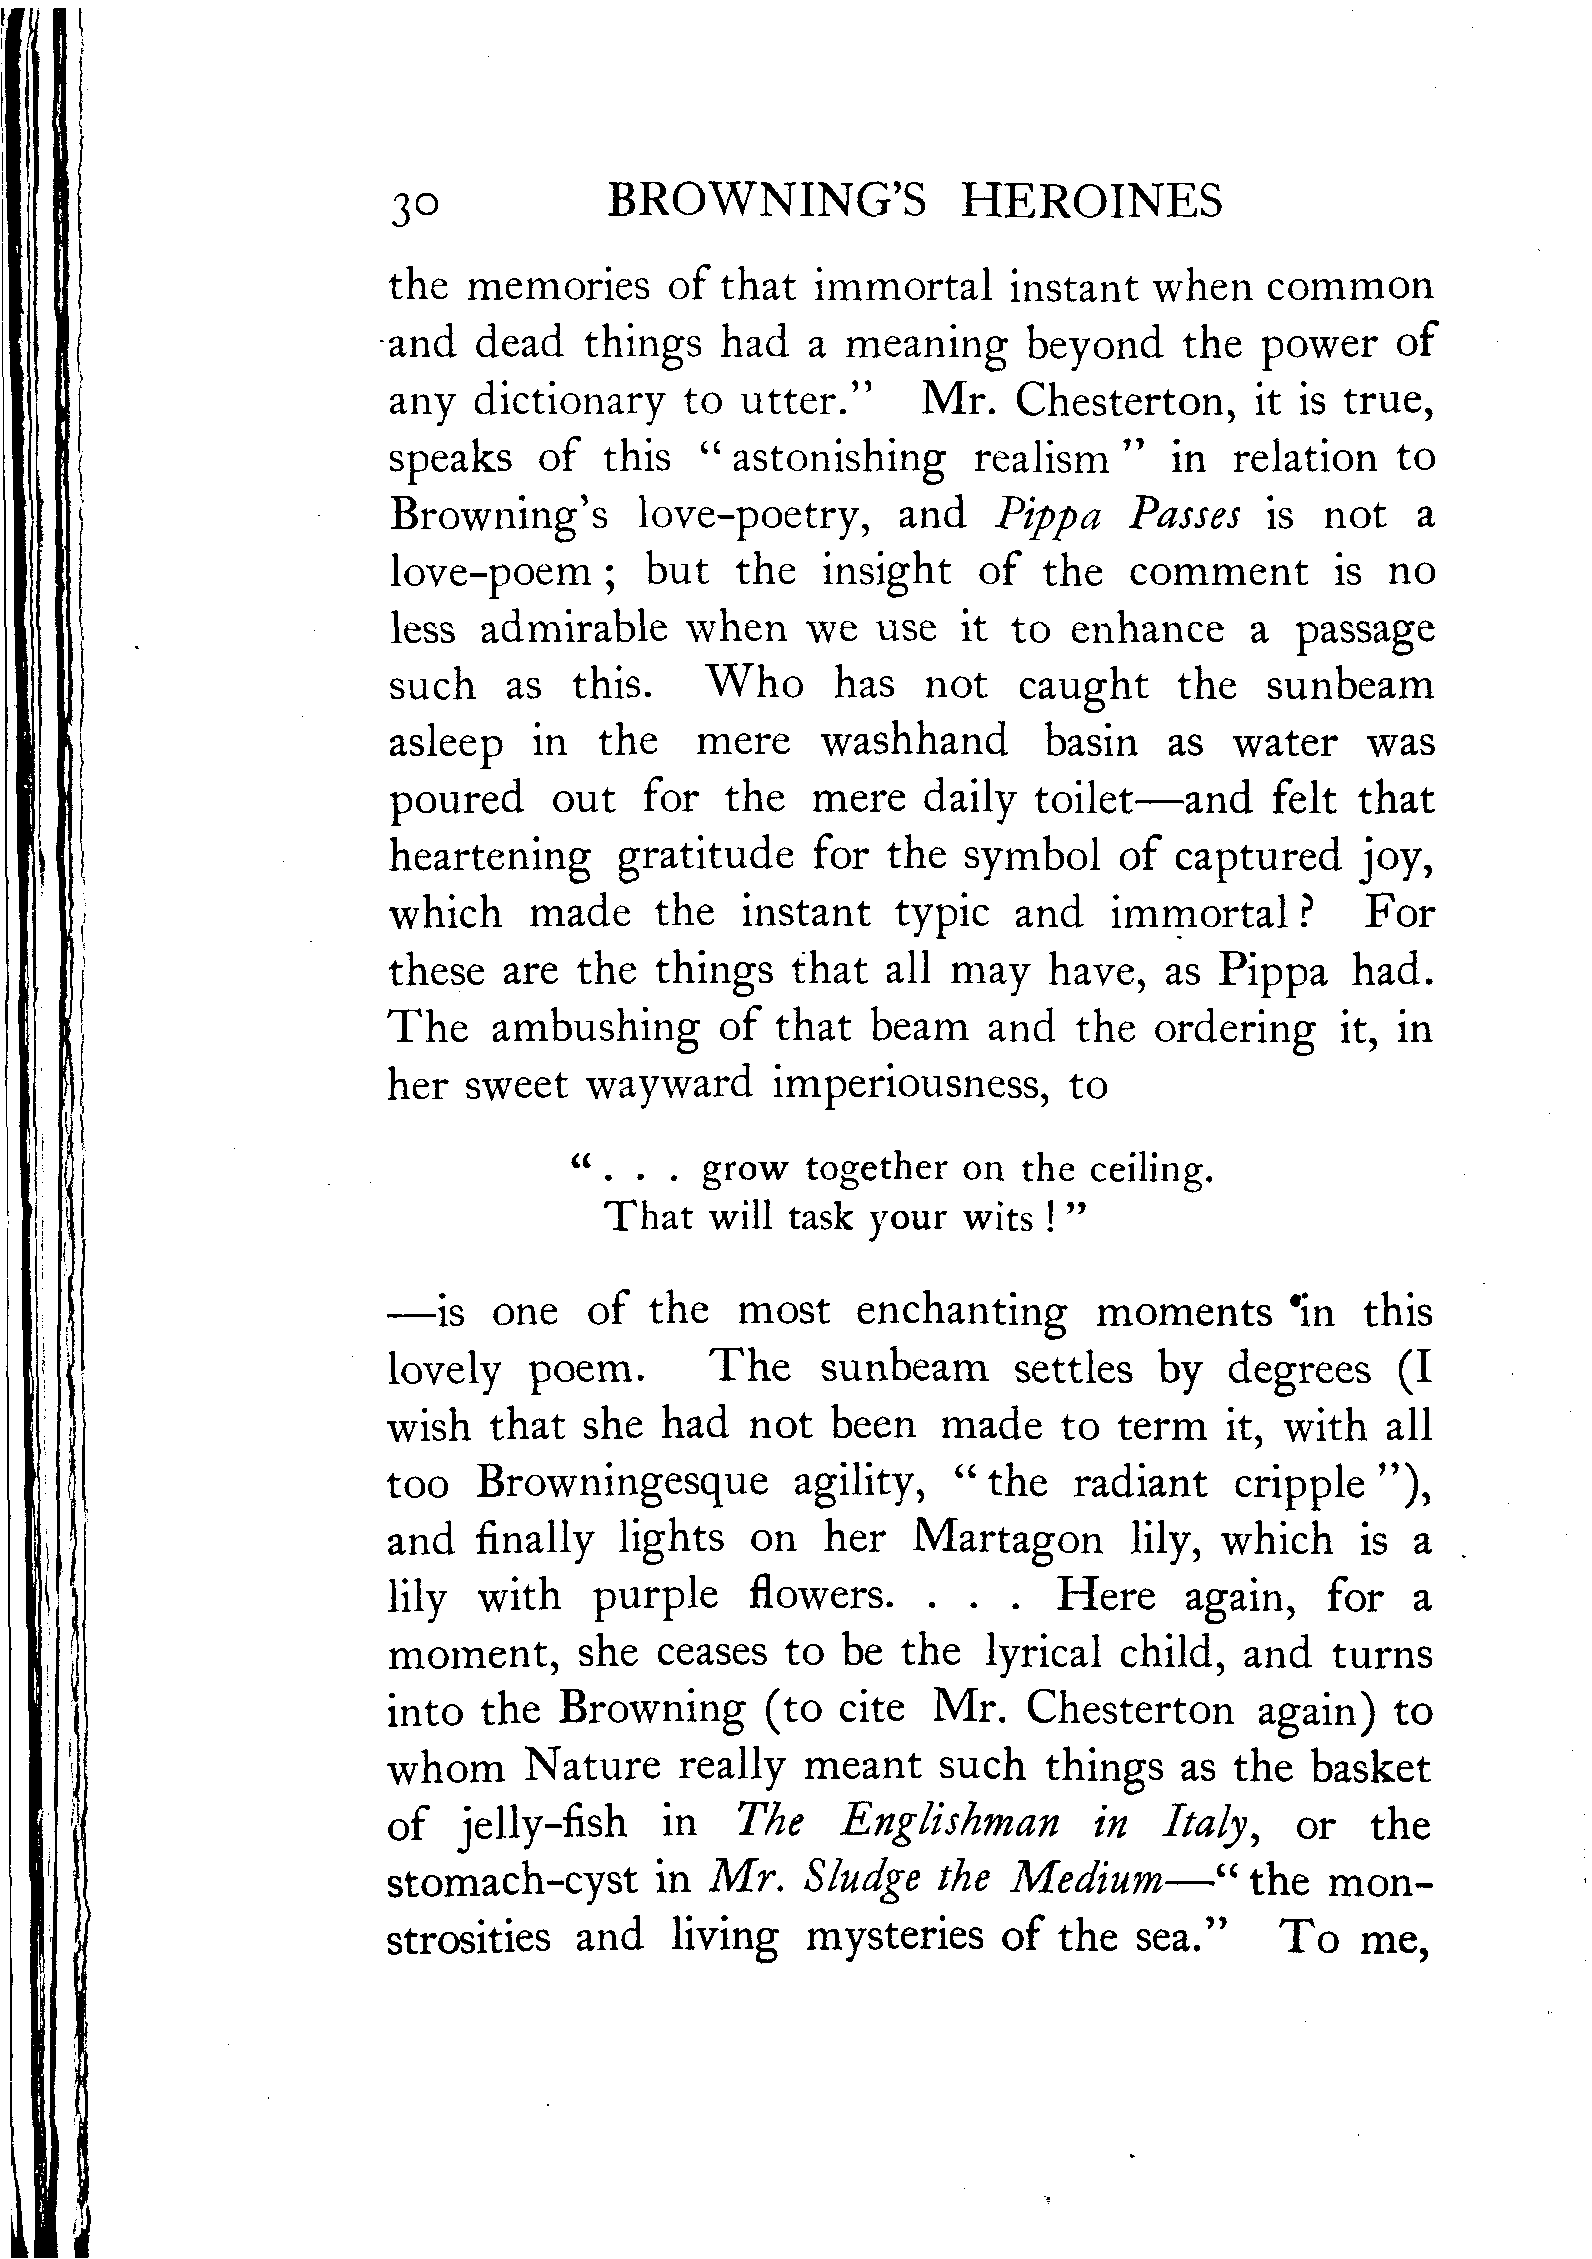 30 BROWNING'S HEROINES
the memories of that immortal instant when common
and dead things had a meaning beyond the power of
any dictionary to utter." Mr. Chesterton, it is true,
speaks of this "astonishing realism" in relation to
Browning's love-poetry, and Pippa Passes is not a
love-poem; but the insight of the comment is no
less admirable when we use it to enhance a passage
such as this. Who has not caught the sunbeam
asleep in the mere washhand basin as water was
poured out for the mere daily toilet—and felt that
heartening gratitude for the symbol of captured joy,
which made the instant typic and immortal? For
these are the things that all may have, as Pippa had.
The ambushing of that beam and the ordering it, in
her sweet wayward imperiousness, to
". . . grow together on the ceiling.
That will task your wits!"
—is one of the most enchanting moments in this
lovely poem. The sunbeam settles by degrees (I
wish that she had not been made to term it, with all
too Browningesque agility, "the radiant cripple"),
and finally lights on her Martagon lily, which is a
lily with purple flowers. . . . Here again, for a
moment, she ceases to be the lyrical child, and turns
into the Browning (to cite Mr. Chesterton again) to
whom Nature really meant such things as the basket
of jelly-fish in The Englishman in Italy, or the
stomach-cyst in Mr. Sludge the Medium—"the mon-
strosities and living mysteries of the sea." To me,